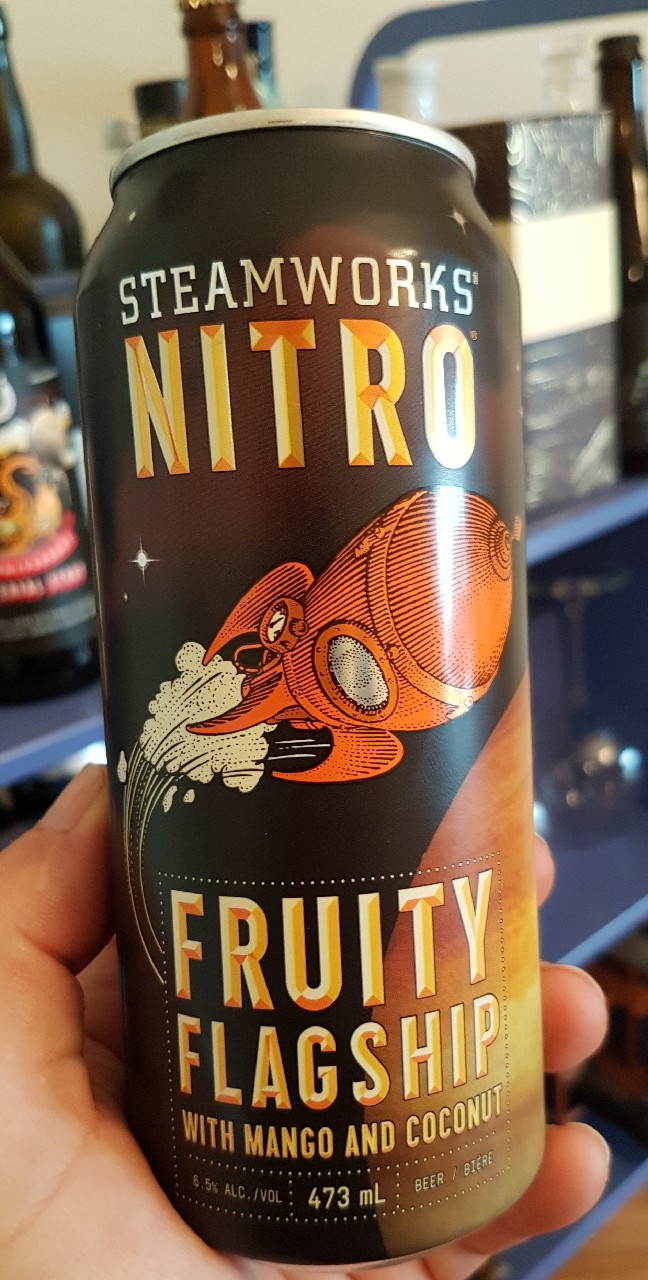 STEAMWORKS®
NITRO®
FRUITY
FLAGSHIP
WITH MANGO AND COCONUT
6.5% ALC./VOL 473 mL BEER / BIÈRE